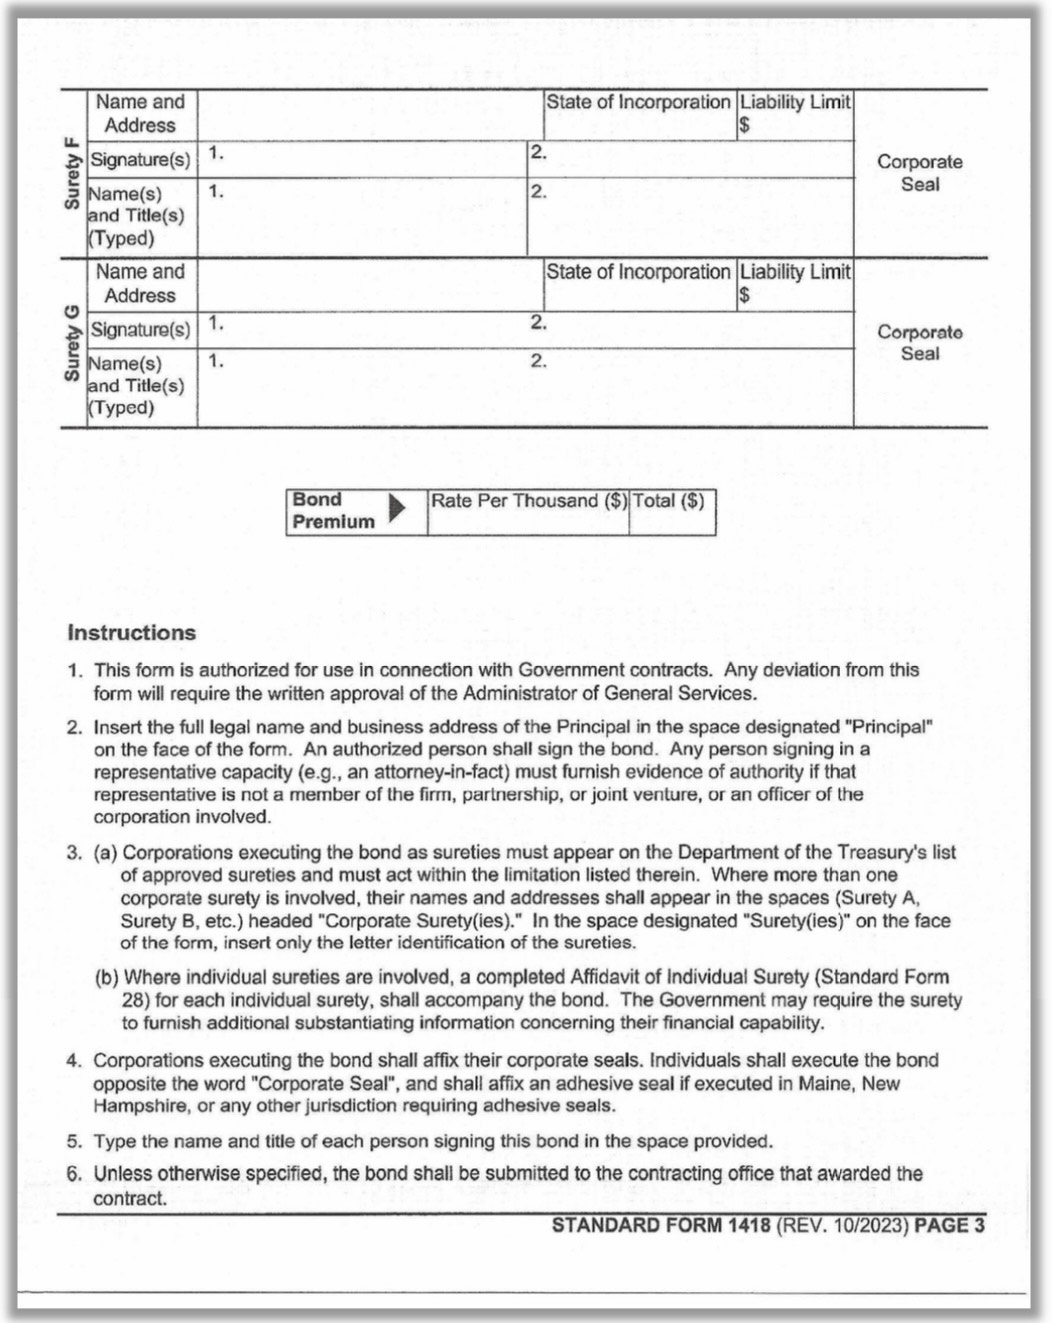 Surety F
Name and
Address
State of Incorporation
Liability Limit
$
Signature(s)
1.
2.
Name(s)
and Title(s)
(Typed)
1.
2.
Corporate
Seal
Surety G
Name and
Address
State of Incorporation
Liability Limit
$
Signature(s)
1.
2.
Name(s)
and Title(s)
(Typed)
1.
2.
Corporate
Seal
Bond
Premium
Rate Per Thousand ($)
Total ($)
Instructions
1. This form is authorized for use in connection with Government contracts. Any deviation from this
form will require the written approval of the Administrator of General Services.
2. Insert the full legal name and business address of the Principal in the space designated "Principal"
on the face of the form. An authorized person shall sign the bond. Any person signing in a
representative capacity (e.g., an attorney-in-fact) must furnish evidence of authority if that
representative is not a member of the firm, partnership, or joint venture, or an officer of the
corporation involved.
3. (a) Corporations executing the bond as sureties must appear on the Department of the Treasury's list
of approved sureties and must act within the limitation listed therein. Where more than one
corporate surety is involved, their names and addresses shall appear in the spaces (Surety A,
Surety B, etc.) headed "Corporate Surety(ies)." In the space designated "Surety(ies)" on the face
of the form, insert only the letter identification of the sureties.
(b) Where individual sureties are involved, a completed Affidavit of Individual Surety (Standard Form
28) for each individual surety, shall accompany the bond. The Government may require the surety
to furnish additional substantiating information concerning their financial capability.
4. Corporations executing the bond shall affix their corporate seals. Individuals shall execute the bond
opposite the word "Corporate Seal", and shall affix an adhesive seal if executed in Maine, New
Hampshire, or any other jurisdiction requiring adhesive seals.
5. Type the name and title of each person signing this bond in the space provided.
6. Unless otherwise specified, the bond shall be submitted to the contracting office that awarded the
contract.
STANDARD FORM 1418 (REV. 10/2023) PAGE 3